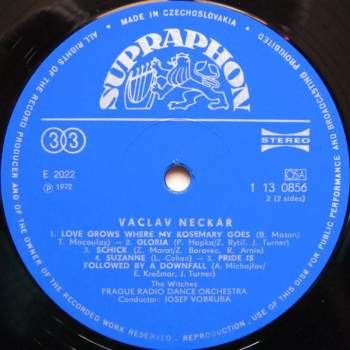 MADE IN CZECHOSLOVAKIA
ALL RIGHTS OF THE RECORD PRODUCER AND OF THE OWNER OF THE RECORDED WORK RESERVED - REPRODUCTION, USE OF THIS DISK FOR PUBLIC PERFORMANCE AND BROADCASTING PROHIBITED
SUPRAPHON
33
STEREO
E 2022
℗ 1972
OSA
1 13 0856
2 (2 sides)
VACLAV NECKÁŘ
1. LOVE GROWS WHERE MY ROSEMARY GOES (B. Mason/
T. Macaulay) — 2. GLORIA (P. Hapka/Z. Rytíř, J. Turner)
3. SCHICK (Z. Marat/Z. Borovec, R. Arnix)
4. SUZANNE (L. Cohen) — 5. PRIDE IS
FOLLOWED BY A DOWNFALL (A. Michajlov/
E. Krečmar, J. Turner)
The Witches
PRAGUE RADIO DANCE ORCHESTRA
Conductor: JOSEF VOBRUBA